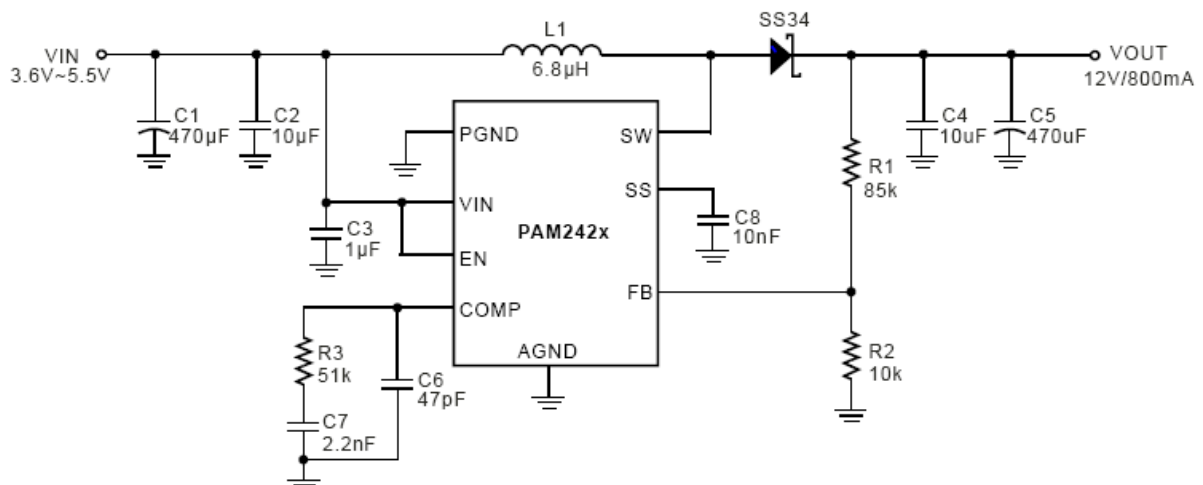 SS34
VIN
3.6V~5.5V
L1
6.8μH
VOUT
12V/800mA
C1
470μF
C2
10μF
C4
10uF
C5
470uF
PGND
SW
R1
85k
SS
C8
10nF
VIN
PAM242x
C3
1μF
EN
FB
COMP
AGND
R3
51k
C6
47pF
R2
10k
C7
2.2nF